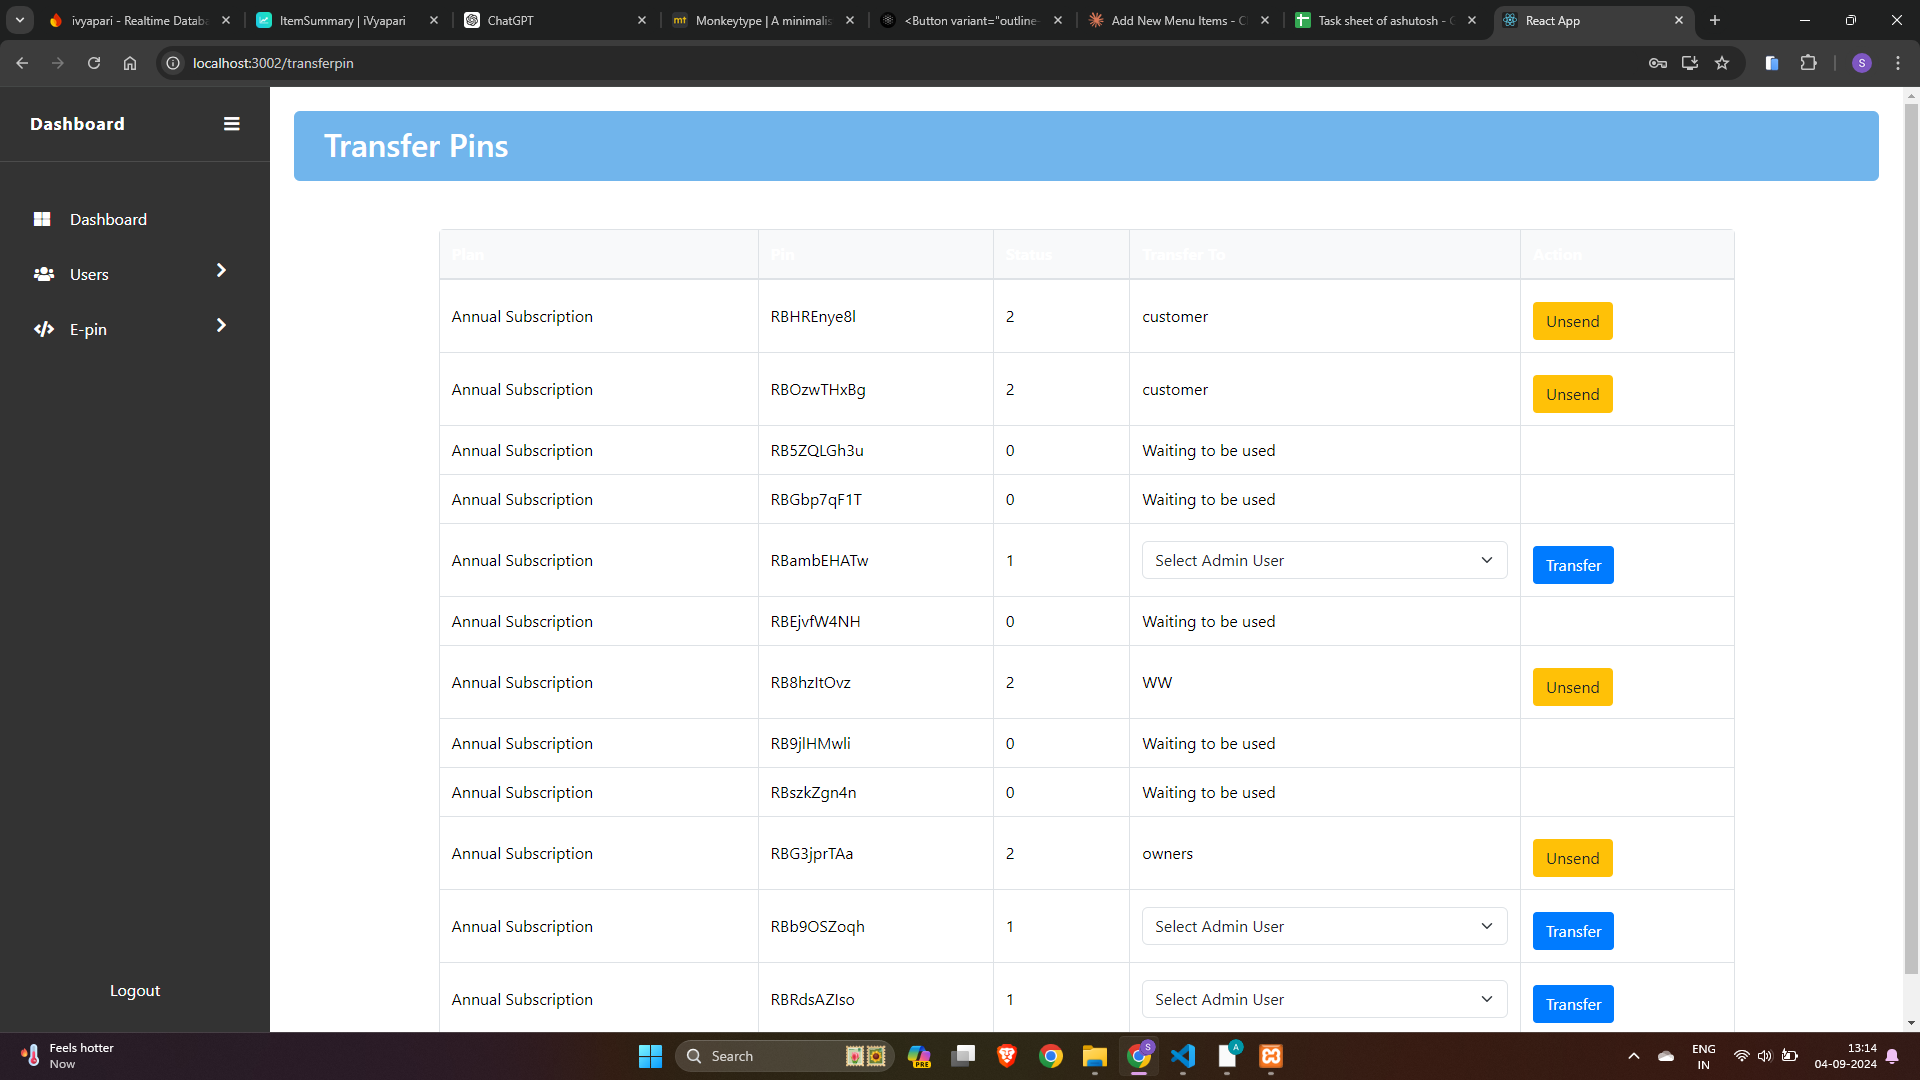 ivyapari - Realtime Databa
ItemSummary | iVyapari
ChatGPT
Monkeytype | A minimalis
<Button variant="outline-
Add New Menu Items - C
Task sheet of ashutosh - G
React App
localhost:3002/transferpin
S
Dashboard
Transfer Pins
Dashboard
Users
E-pin
Logout
Plan Pin Status Transfer To Action
Annual Subscription RBHREnye8l 2 customer Unsend
Annual Subscription RBOzwTHxBg 2 customer Unsend
Annual Subscription RB5ZQLGh3u 0 Waiting to be used
Annual Subscription RBGbp7qF1T 0 Waiting to be used
Annual Subscription RBambEHATw 1 Select Admin User Transfer
Annual Subscription RBEjvfW4NH 0 Waiting to be used
Annual Subscription RB8hzItOvz 2 WW Unsend
Annual Subscription RB9jlHMwli 0 Waiting to be used
Annual Subscription RBszkZgn4n 0 Waiting to be used
Annual Subscription RBG3jprTAa 2 owners Unsend
Annual Subscription RBb9OSZoqh 1 Select Admin User Transfer
Annual Subscription RBRdsAZIso 1 Select Admin User Transfer
Feels hotter
Now
Search
PRE
S
A
ENG
IN
13:14
04-09-2024